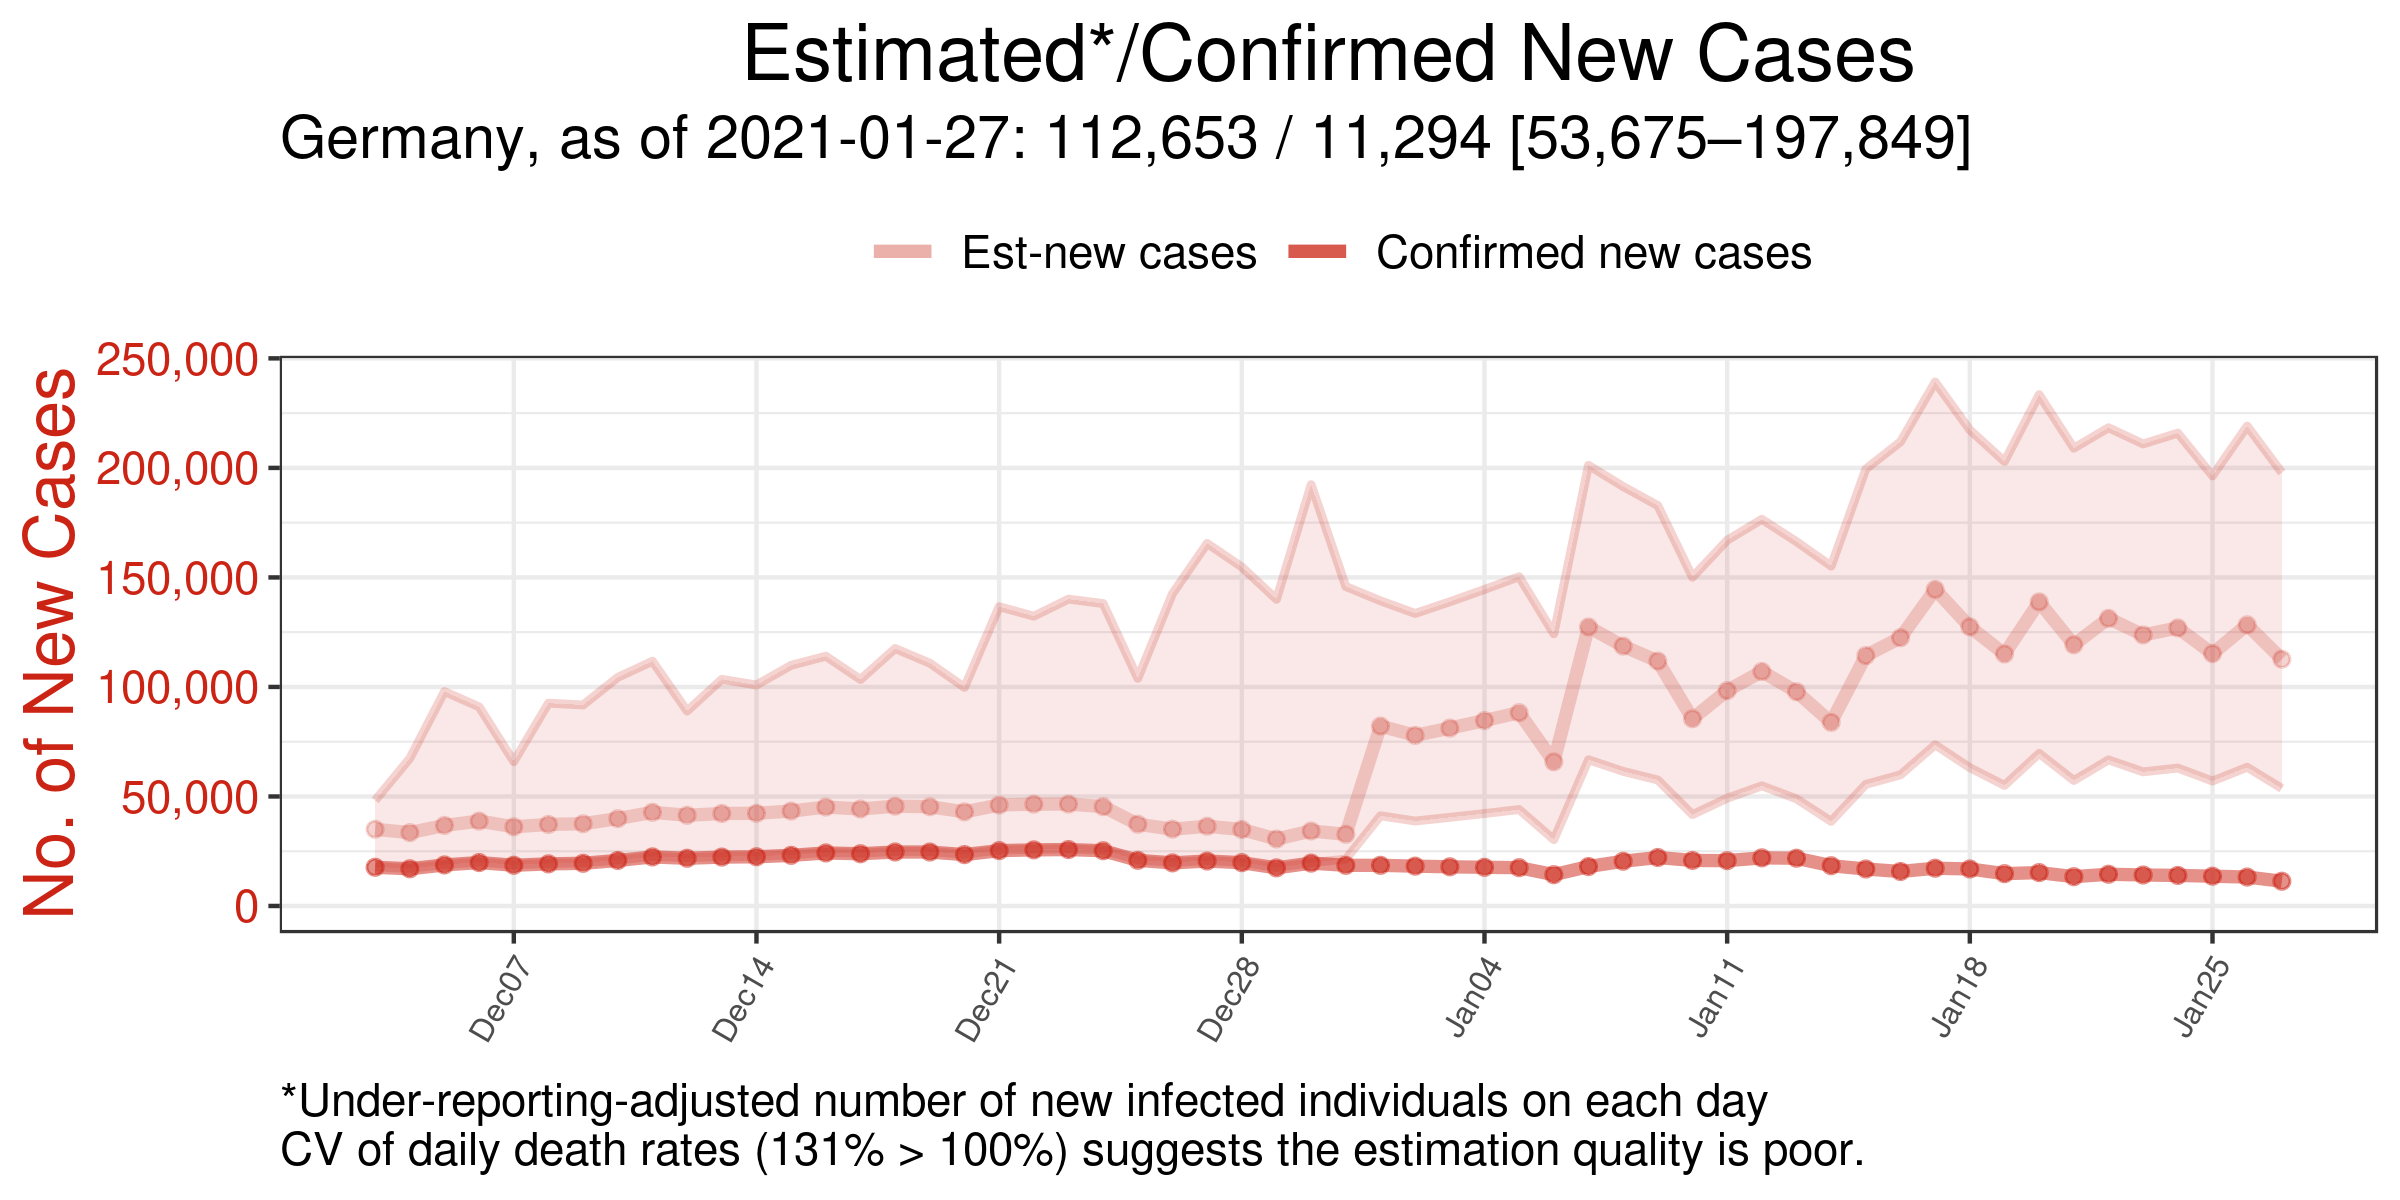 Estimated*/Confirmed New Cases
Germany, as of 2021-01-27: 112,653 / 11,294 [53,675–197,849]
Est-new cases
Confirmed new cases
No. of New Cases
250,000
200,000
150,000
100,000
50,000
0
Dec07
Dec14
Dec21
Dec28
Jan04
Jan11
Jan18
Jan25
*Under-reporting-adjusted number of new infected individuals on each day
CV of daily death rates (131% > 100%) suggests the estimation quality is poor.